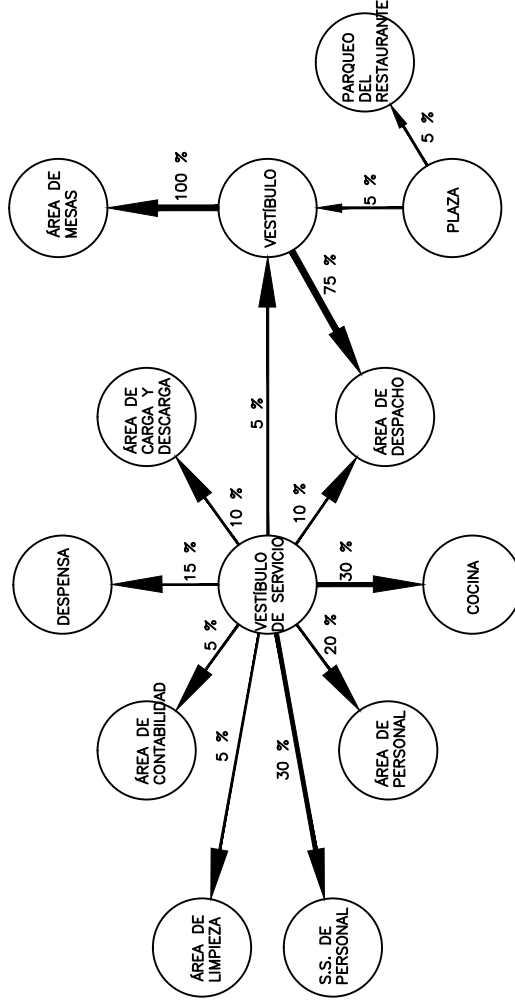 ÁREA DE
LIMPIEZA
S.S. DE
PERSONAL
5 %
30 %
ÁREA DE
CONTABILIDAD
ÁREA DE
PERSONAL
5 %
20 %
DESPENSA
15 %
VESTÍBULO
DE SERVICIO
30 %
COCINA
10 %
10 %
ÁREA DE
CARGA Y
DESCARGA
5 %
ÁREA DE
DESPACHO
75 %
ÁREA DE
MESAS
100 %
VESTÍBULO
5 %
PLAZA
5 %
PARQUEO
DEL
RESTAURANTE